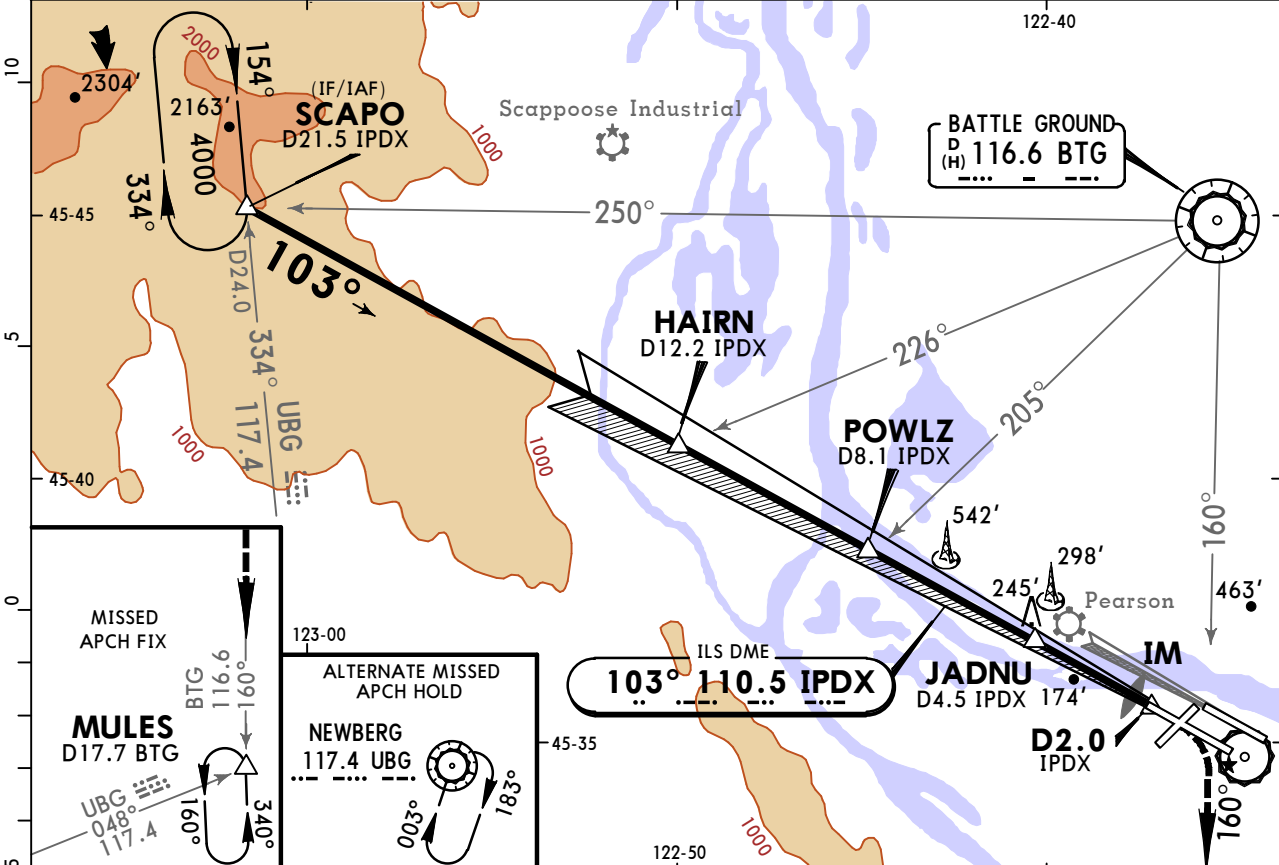 122-40
10
2000
154°
2304'
2163'
4000
334°
(IF/IAF)
SCAPO
D21.5 IPDX
1000
Scappoose Industrial
BATTLE GROUND
D
(H) 116.6 BTG
45-45
250°
103°
D24.0
334° UBG
117.4
HAIRN
D12.2 IPDX
226°
205°
160°
5
1000
1000
45-40
POWLZ
D8.1 IPDX
542'
298'
245'
Pearson
463'
0
MISSED
APCH FIX
BTG
116.6
160°
MULES
D17.7 BTG
UBG
048°
117.4
160°
340°
123-00
ALTERNATE MISSED
APCH HOLD
NEWBERG
117.4 UBG
003°
183°
ILS DME
103° 110.5 IPDX
JADNU
D4.5 IPDX
174'
IM
45-35
D2.0
IPDX
160°
1000
122-50
5